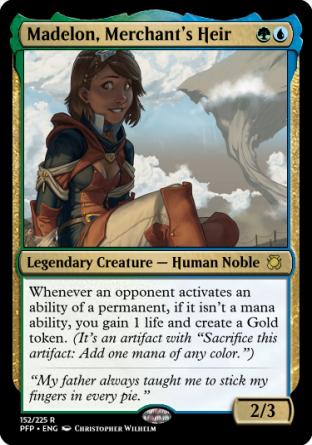 Madelon, Merchant's Heir
Legendary Creature — Human Noble
Whenever an opponent activates an
ability of a permanent, if it isn't a mana
ability, you gain 1 life and create a Gold
token. (It's an artifact with “Sacrifice this
artifact: Add one mana of any color.”)
“My father always taught me to stick my
fingers in every pie.”
2/3
152/225 R
PFP • ENG Christopher Wilhelm